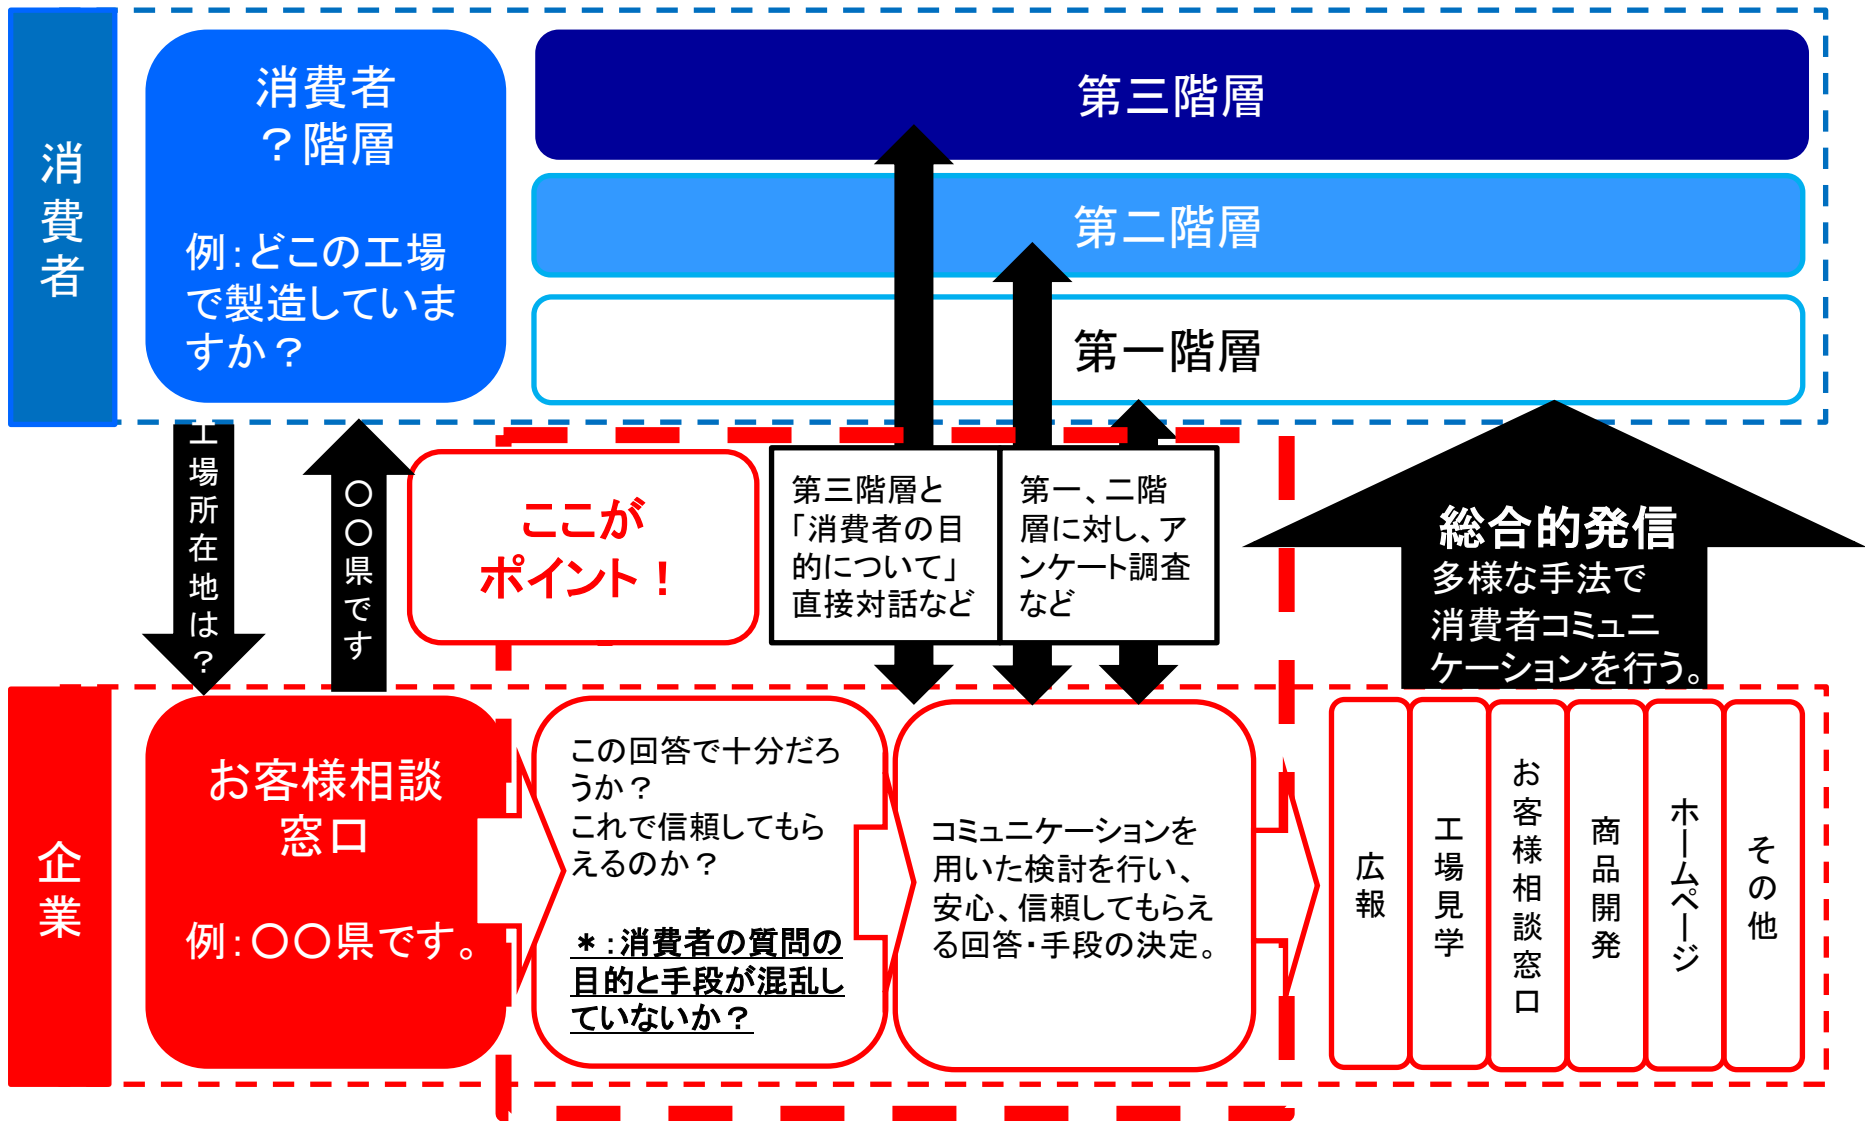 消費者
消費者
？階層
例：どこの工場
で製造していま
すか？
第三階層
第二階層
第一階層
工場所在地は？
〇〇県です
ここが
ポイント！
第三階層と
「消費者の目
的について」
直接対話など
第一、二階
層に対し、ア
ンケート調査
など
総合的発信
多様な手法で
消費者コミュニ
ケーションを行う。
企業
お客様相談
窓口
例：〇〇県です。
この回答で十分だろ
うか？
これで信頼してもら
えるのか？
＊：消費者の質問の
目的と手段が混乱し
ていないか？
コミュニケーションを
用いた検討を行い、
安心、信頼してもらえ
る回答・手段の決定。
広報
工場見学
お客様相談窓口
商品開発
ホームページ
その他